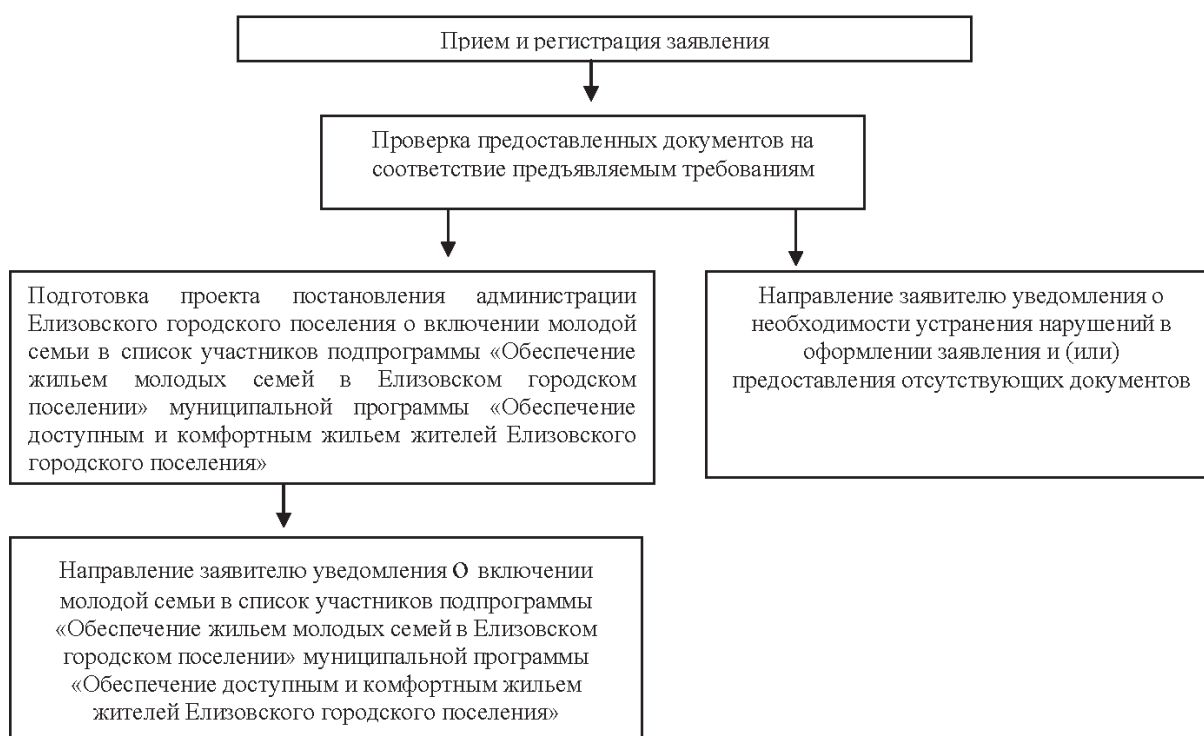 Прием и регистрация заявления
Проверка предоставленных документов на
соответствие предъявляемым требованиям
Подготовка проекта постановления администрации
Елизовского городского поселения о включении молодой
семьи в список участников подпрограммы «Обеспечение
жильем молодых семей в Елизовском городском
поселении» муниципальной программы «Обеспечение
доступным и комфортным жильем жителей Елизовского
городского поселения»
Направление заявителю уведомления о
необходимости устранения нарушений в
оформлении заявления и (или)
предоставления отсутствующих документов
Направление заявителю уведомления о включении
молодой семьи в список участников подпрограммы
«Обеспечение жильем молодых семей в Елизовском
городском поселении» муниципальной программы
«Обеспечение доступным и комфортным жильем
жителей Елизовского городского поселения»